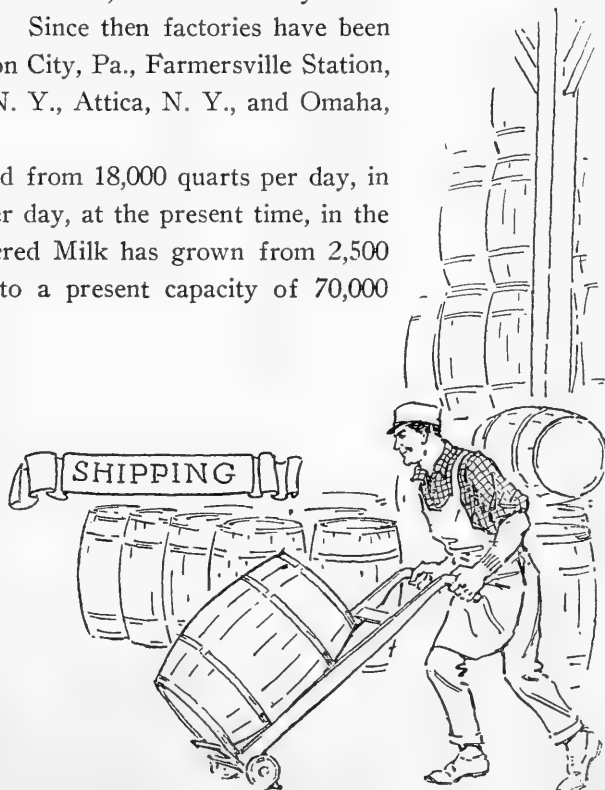 Since then factories have been
on City, Pa., Farmersville Station,
N. Y., Attica, N. Y., and Omaha,
d from 18,000 quarts per day, in
er day, at the present time, in the
ered Milk has grown from 2,500
to a present capacity of 70,000
SHIPPING